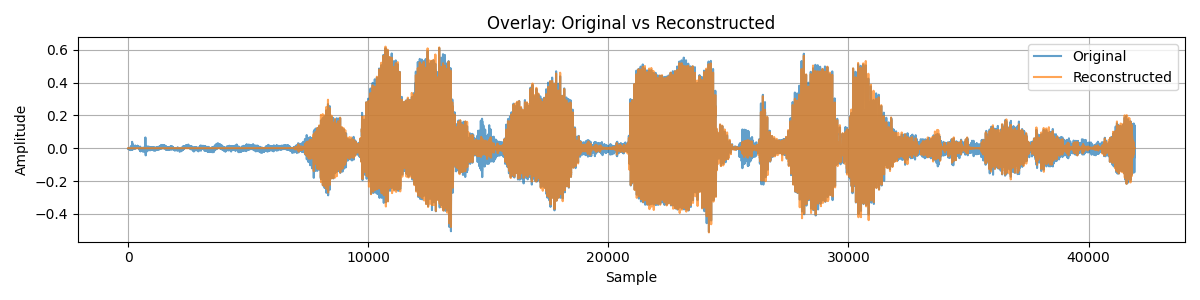 Overlay: Original vs Reconstructed
0.6
0.4
0.2
0.0
−0.2
−0.4
Amplitude
Original
Reconstructed
0
10000
20000
30000
40000
Sample